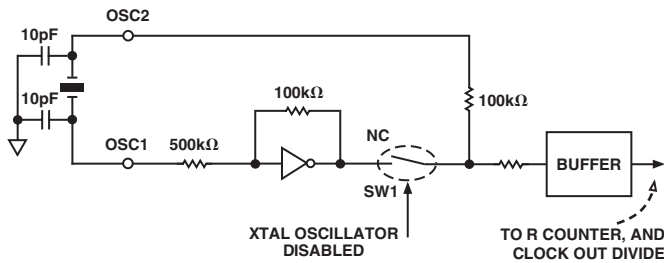 OSC2
10pF
10pF
100kΩ
100kΩ
OSC1
500kΩ
NC
BUFFER
SW1
XTAL OSCILLATOR
DISABLED
TO R COUNTER, AND
CLOCK OUT DIVIDE